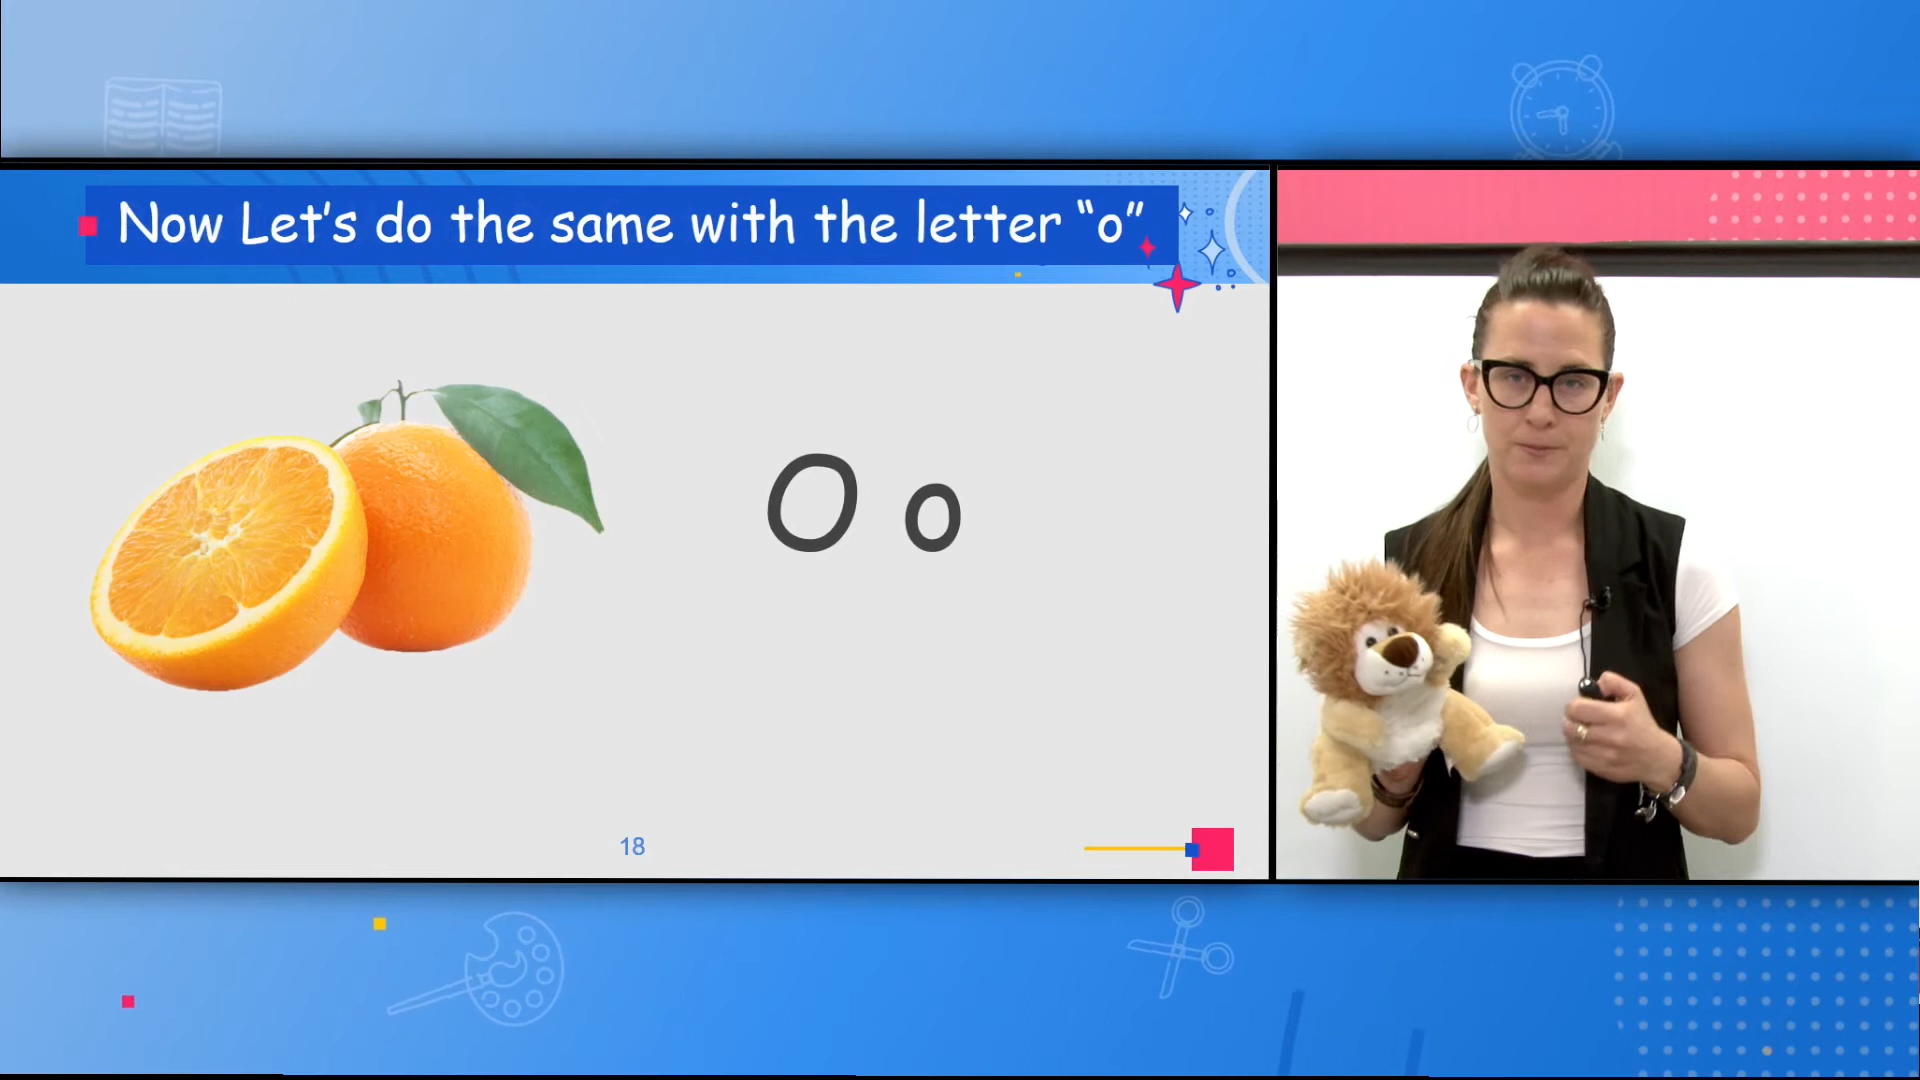 Now Let's do the same with the letter “o”
O o
18